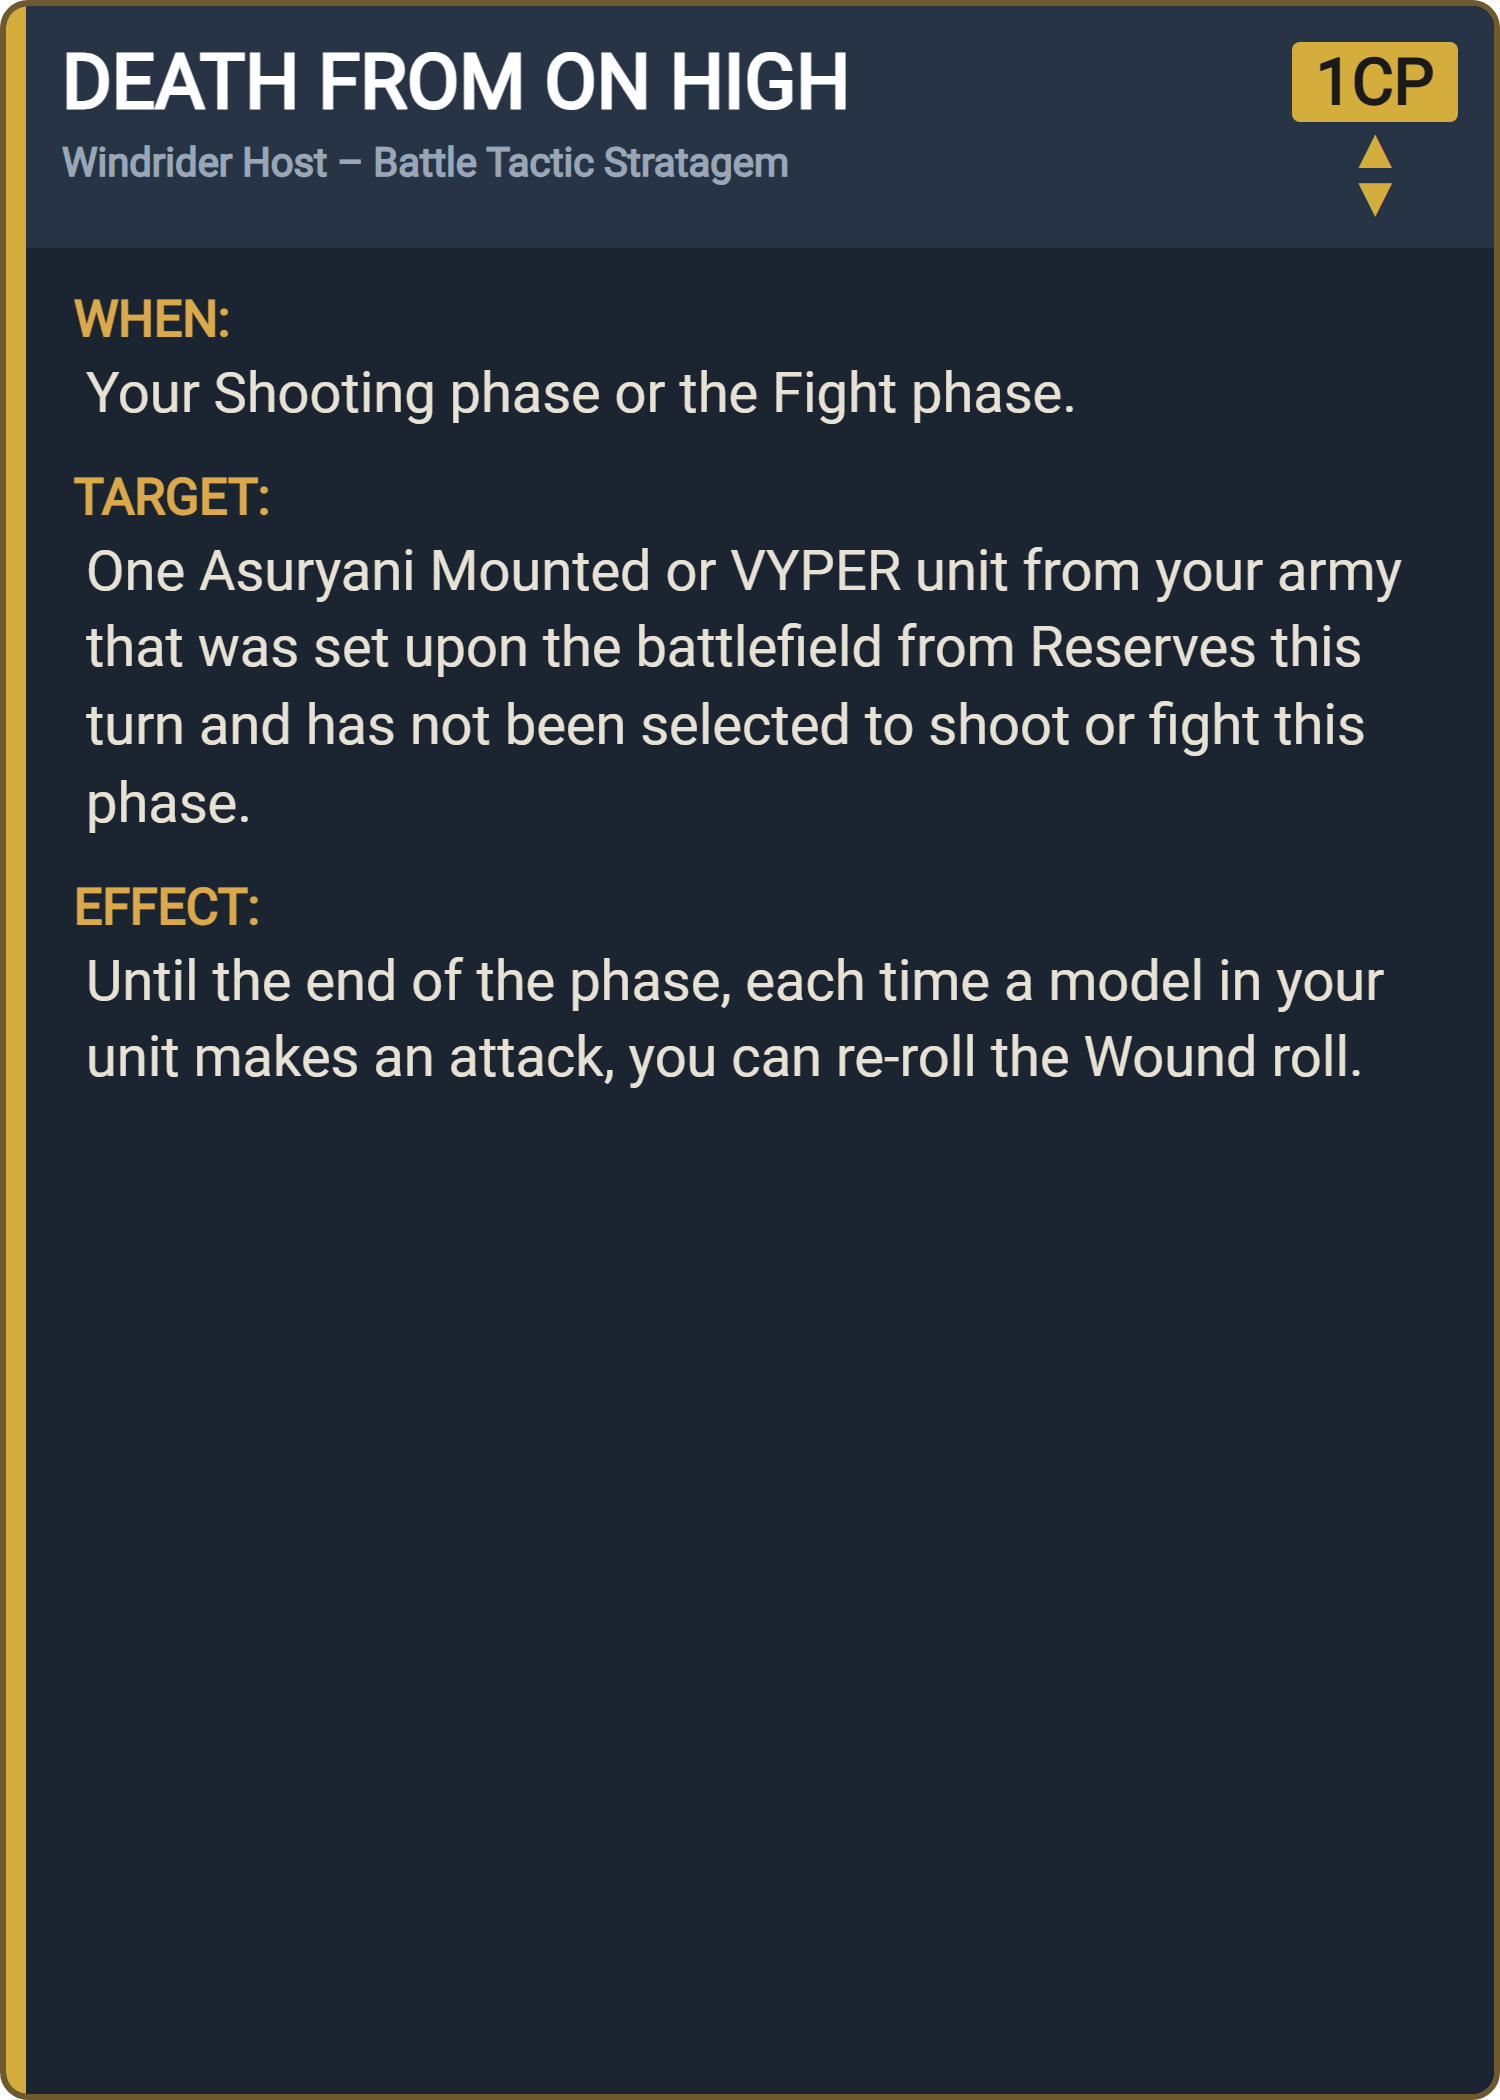 DEATH FROM ON HIGH
1CP
Windrider Host – Battle Tactic Stratagem
▲
▼
WHEN:
Your Shooting phase or the Fight phase.
TARGET:
One Asuryani Mounted or VYPER unit from your army
that was set upon the battlefield from Reserves this
turn and has not been selected to shoot or fight this
phase.
EFFECT:
Until the end of the phase, each time a model in your
unit makes an attack, you can re-roll the Wound roll.